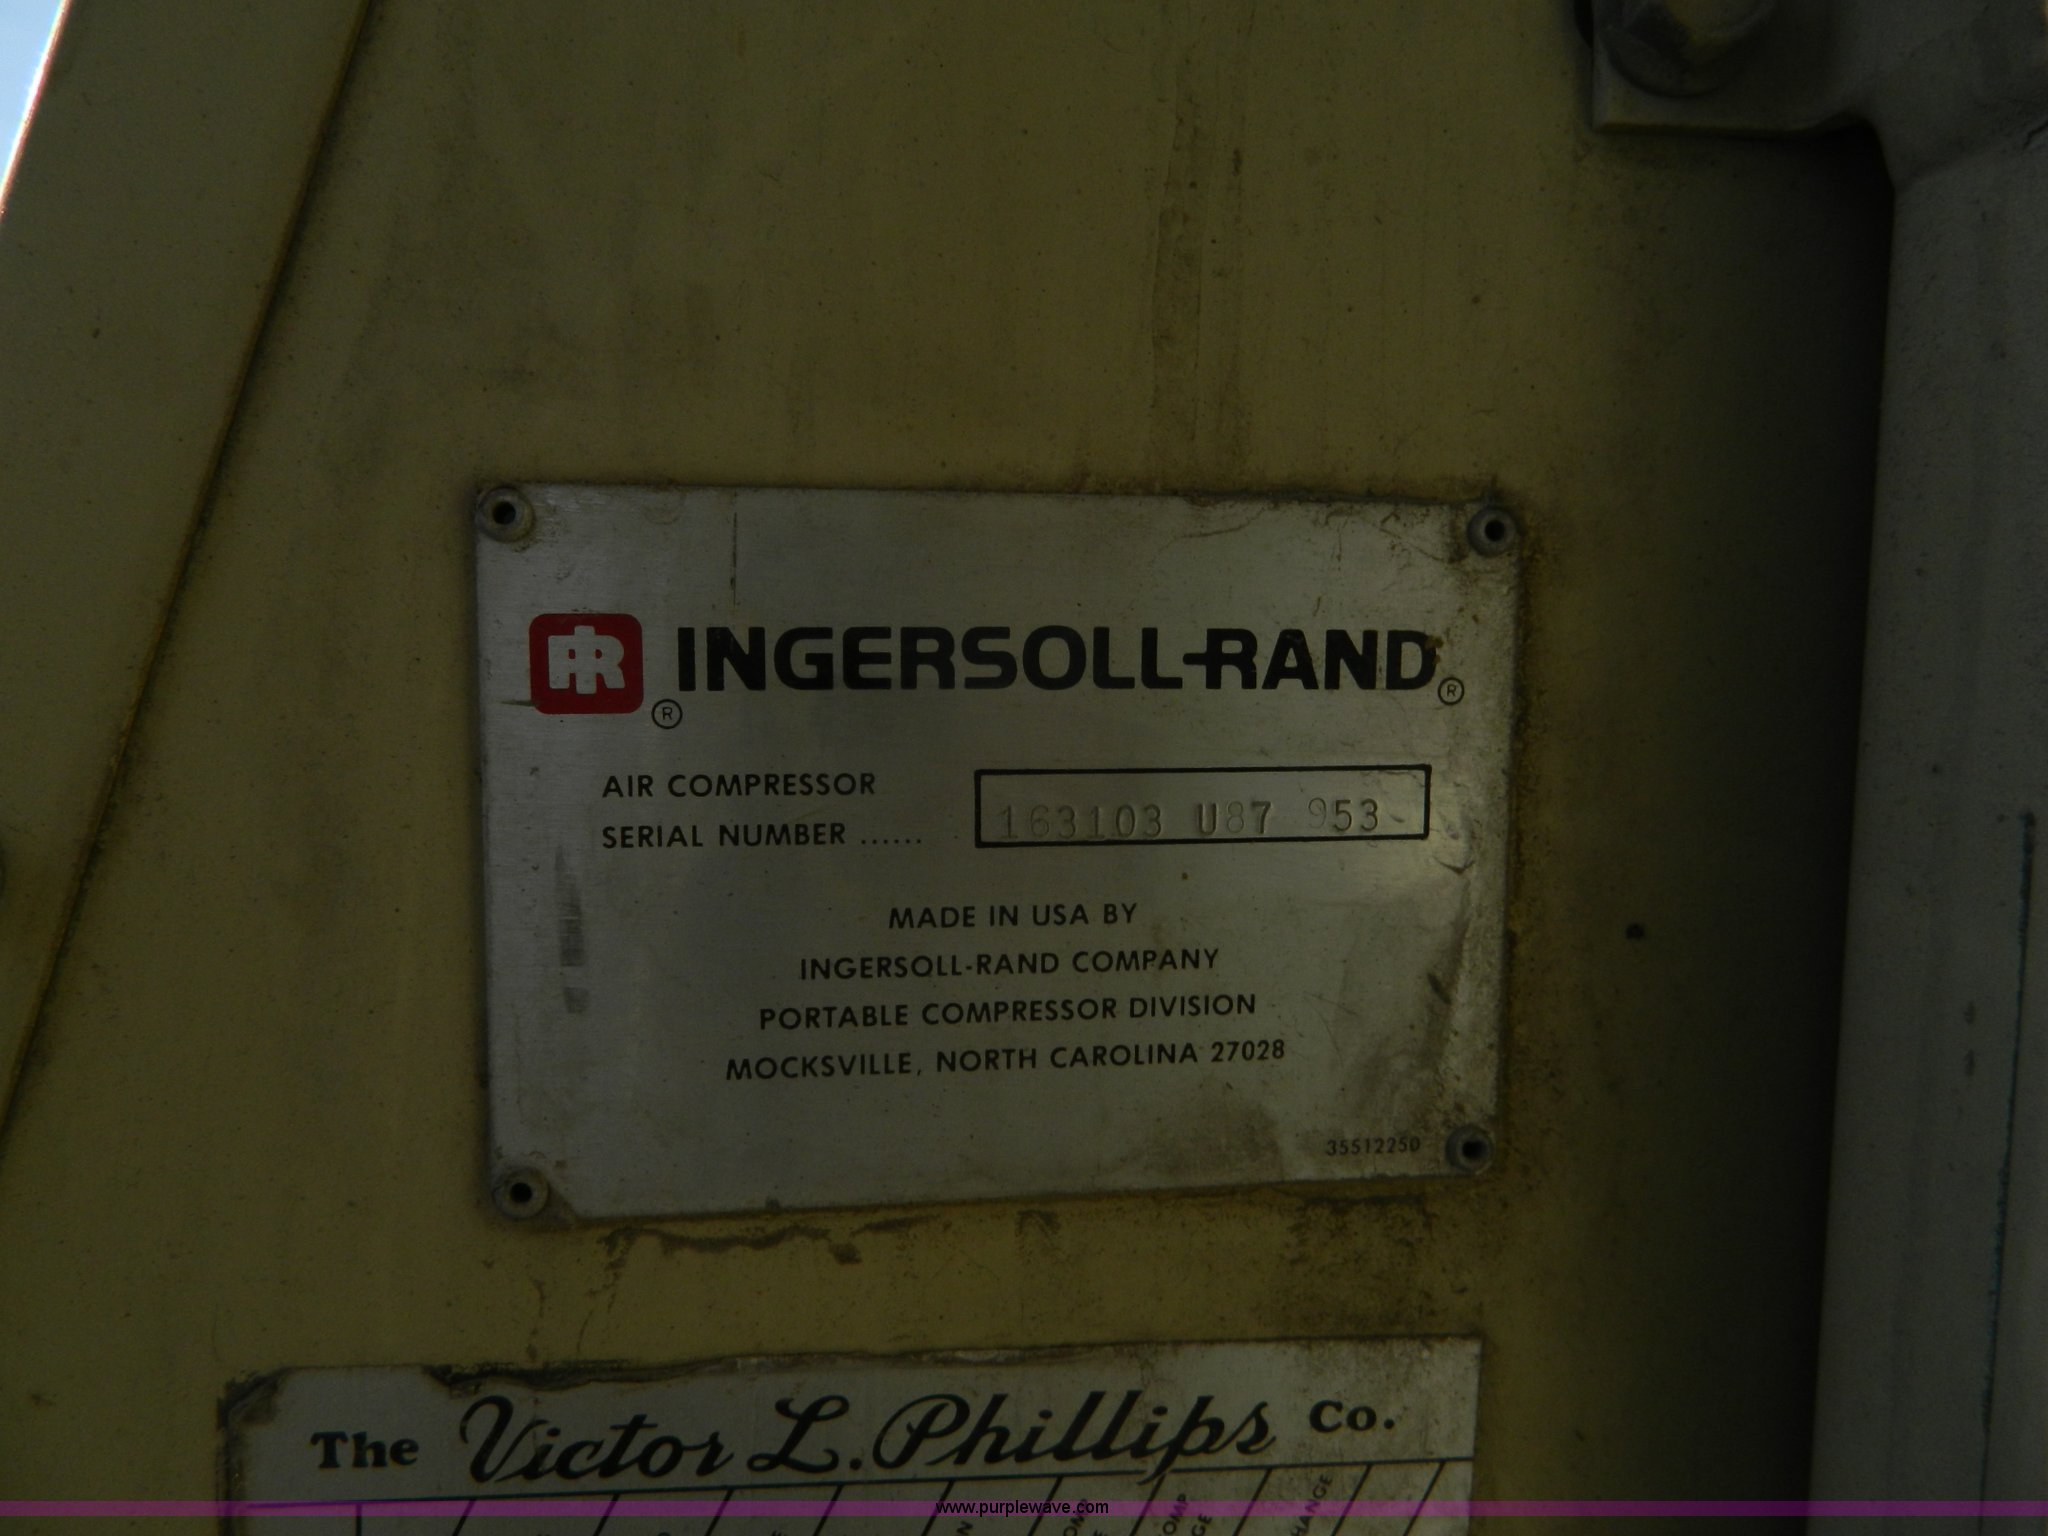 IR ® INGERSOLL-RAND ®
AIR COMPRESSOR
SERIAL NUMBER ...... 163103 U87 953
MADE IN USA BY
INGERSOLL-RAND COMPANY
PORTABLE COMPRESSOR DIVISION
MOCKSVILLE, NORTH CAROLINA 27028
35512250
The Victor L. Phillips Co.
www.purplewave.com